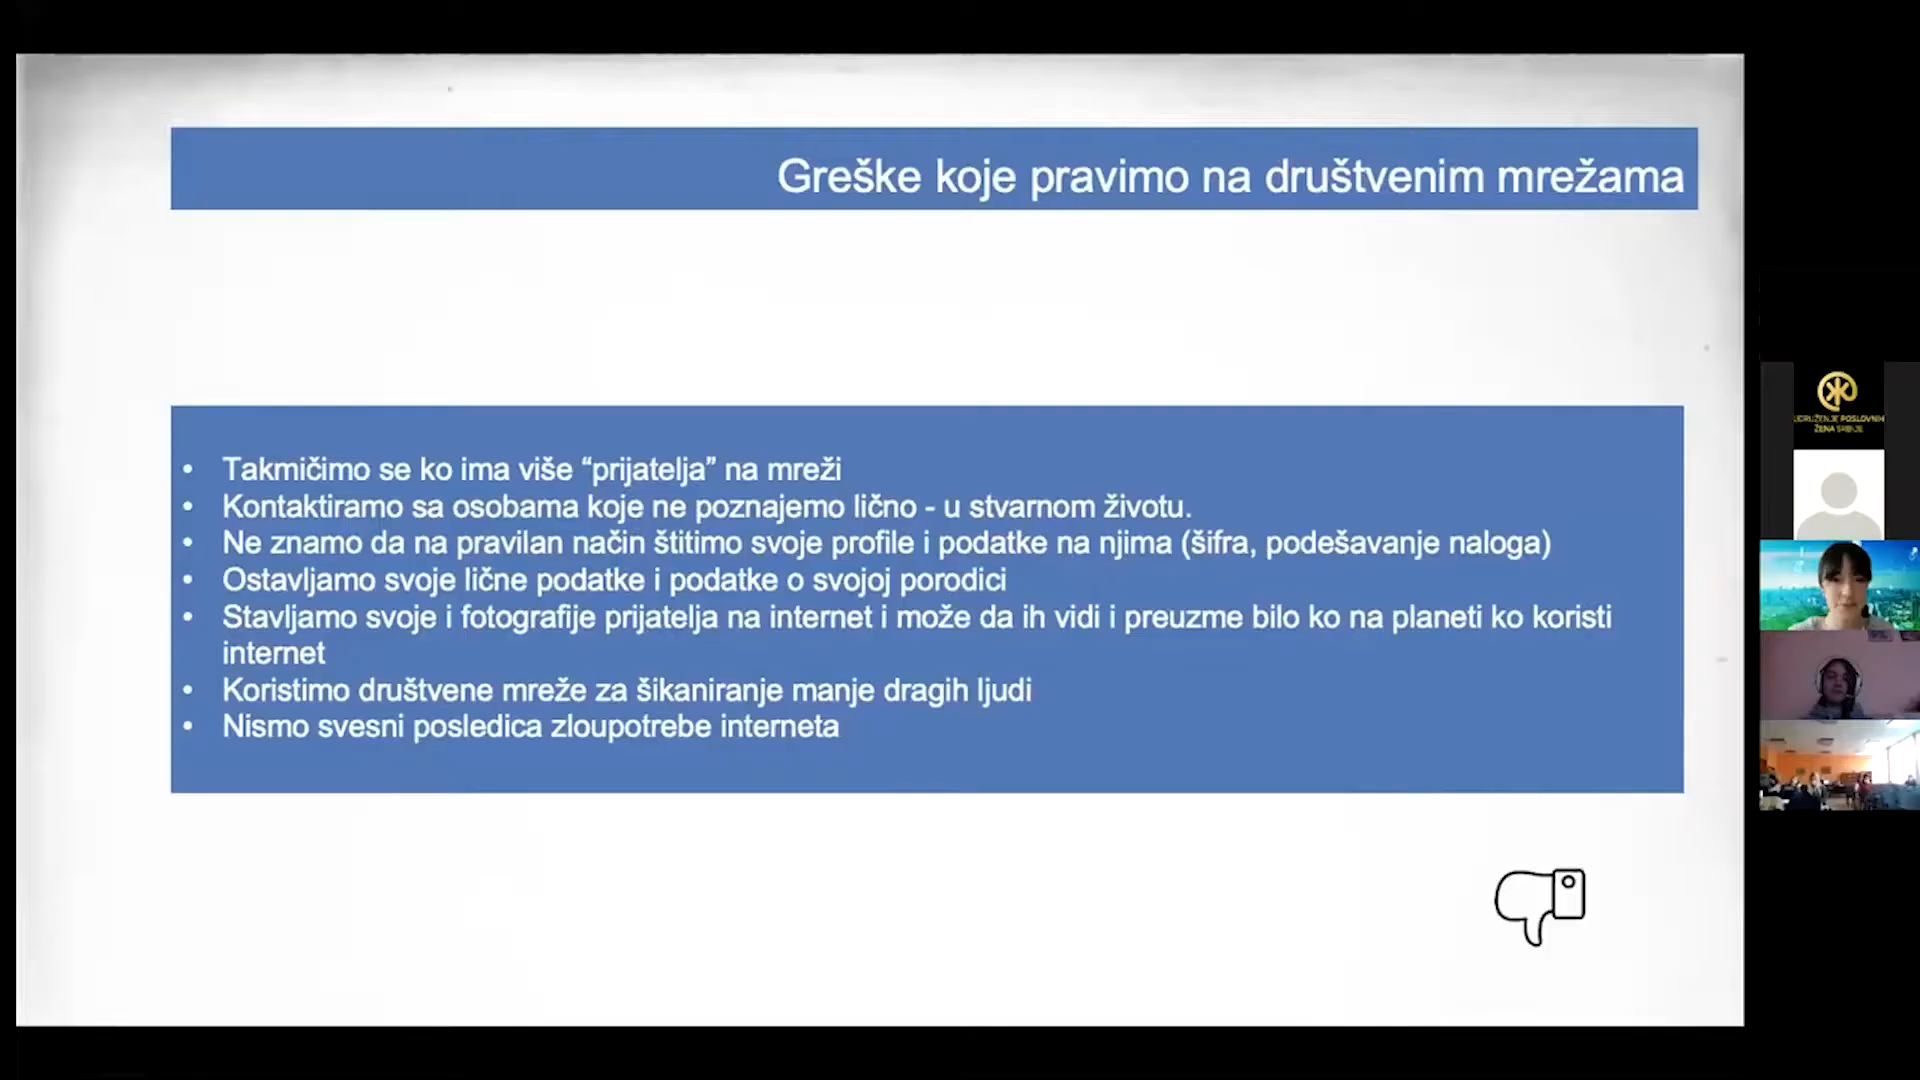 Greške koje pravimo na društvenim mrežama
• Takmičimo se ko ima više “prijatelja” na mreži
• Kontaktiramo sa osobama koje ne poznajemo lično - u stvarnom životu.
• Ne znamo da na pravilan način štitimo svoje profile i podatke na njima (šifra, podešavanje naloga)
• Ostavljamo svoje lične podatke i podatke o svojoj porodici
• Stavljamo svoje i fotografije prijatelja na internet i može da ih vidi i preuzme bilo ko na planeti ko koristi
internet
• Koristimo društvene mreže za šikaniranje manje dragih ljudi
• Nismo svesni posledica zloupotrebe interneta
UDRUŽENJE POSLOVNIH
ŽENA SRBIJE